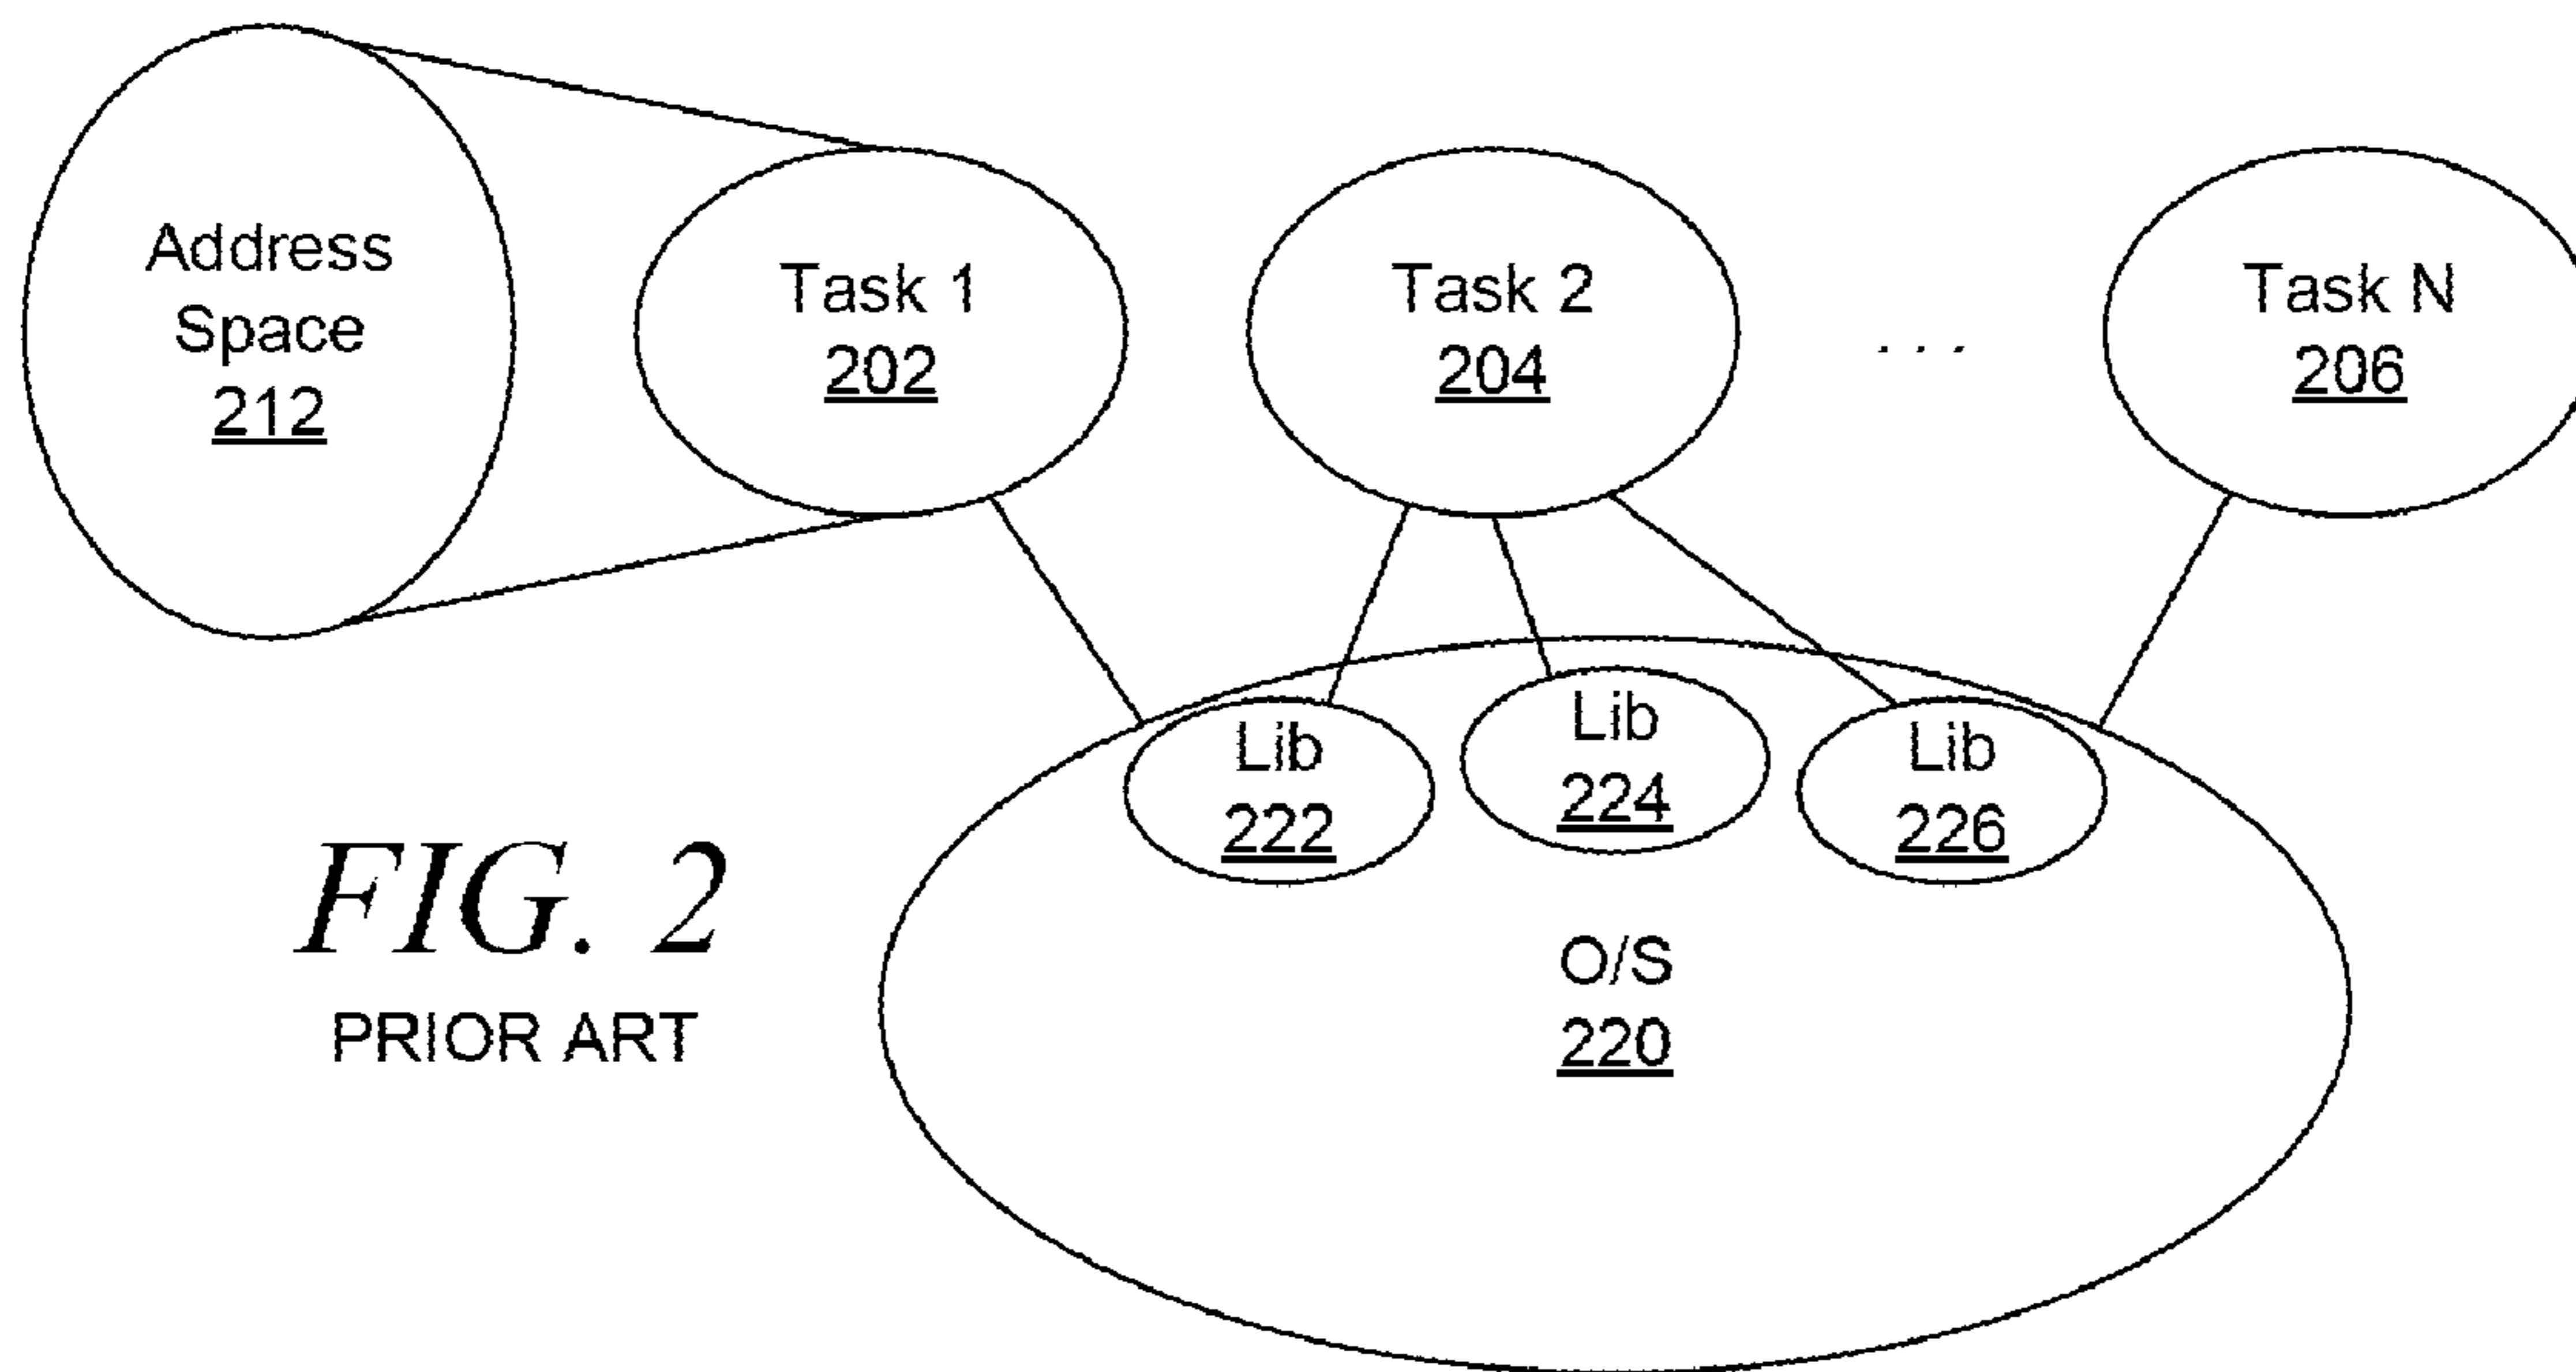 Address
Space
212
Task 1
202
Task 2
204
. . .
Task N
206
Lib
222
Lib
224
Lib
226
O/S
220
FIG. 2
PRIOR ART